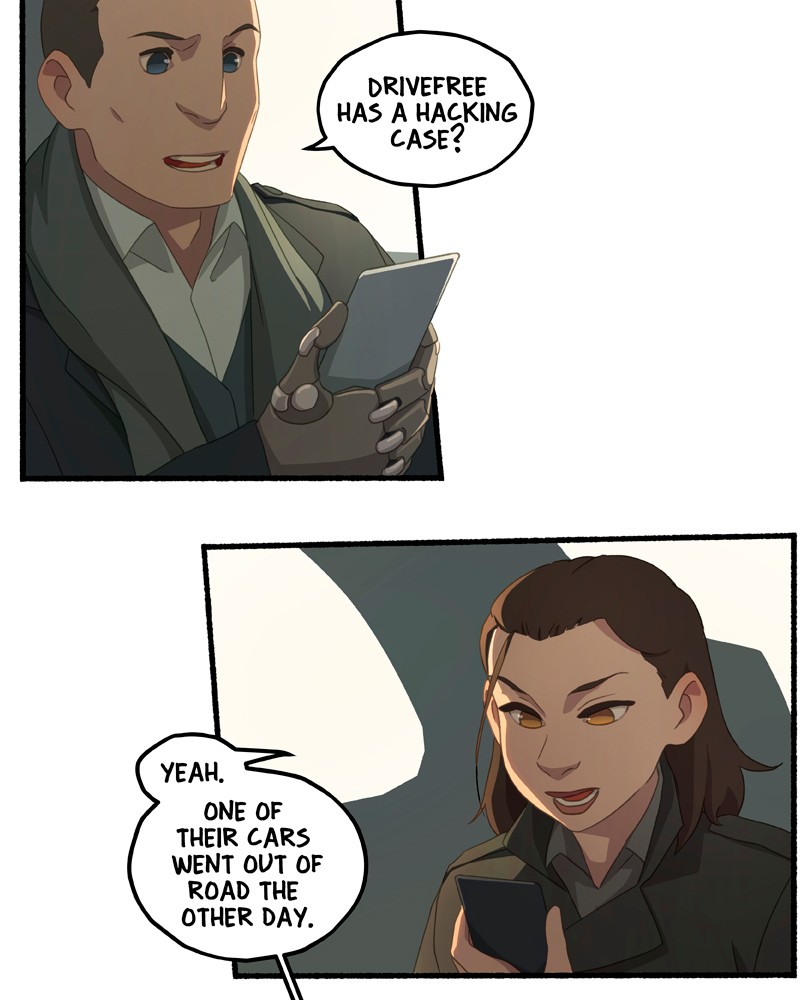 DRIVEFREE
HAS A HACKING
CASE?
YEAH.
ONE OF
THEIR CARS
WENT OUT OF
ROAD THE
OTHER DAY.